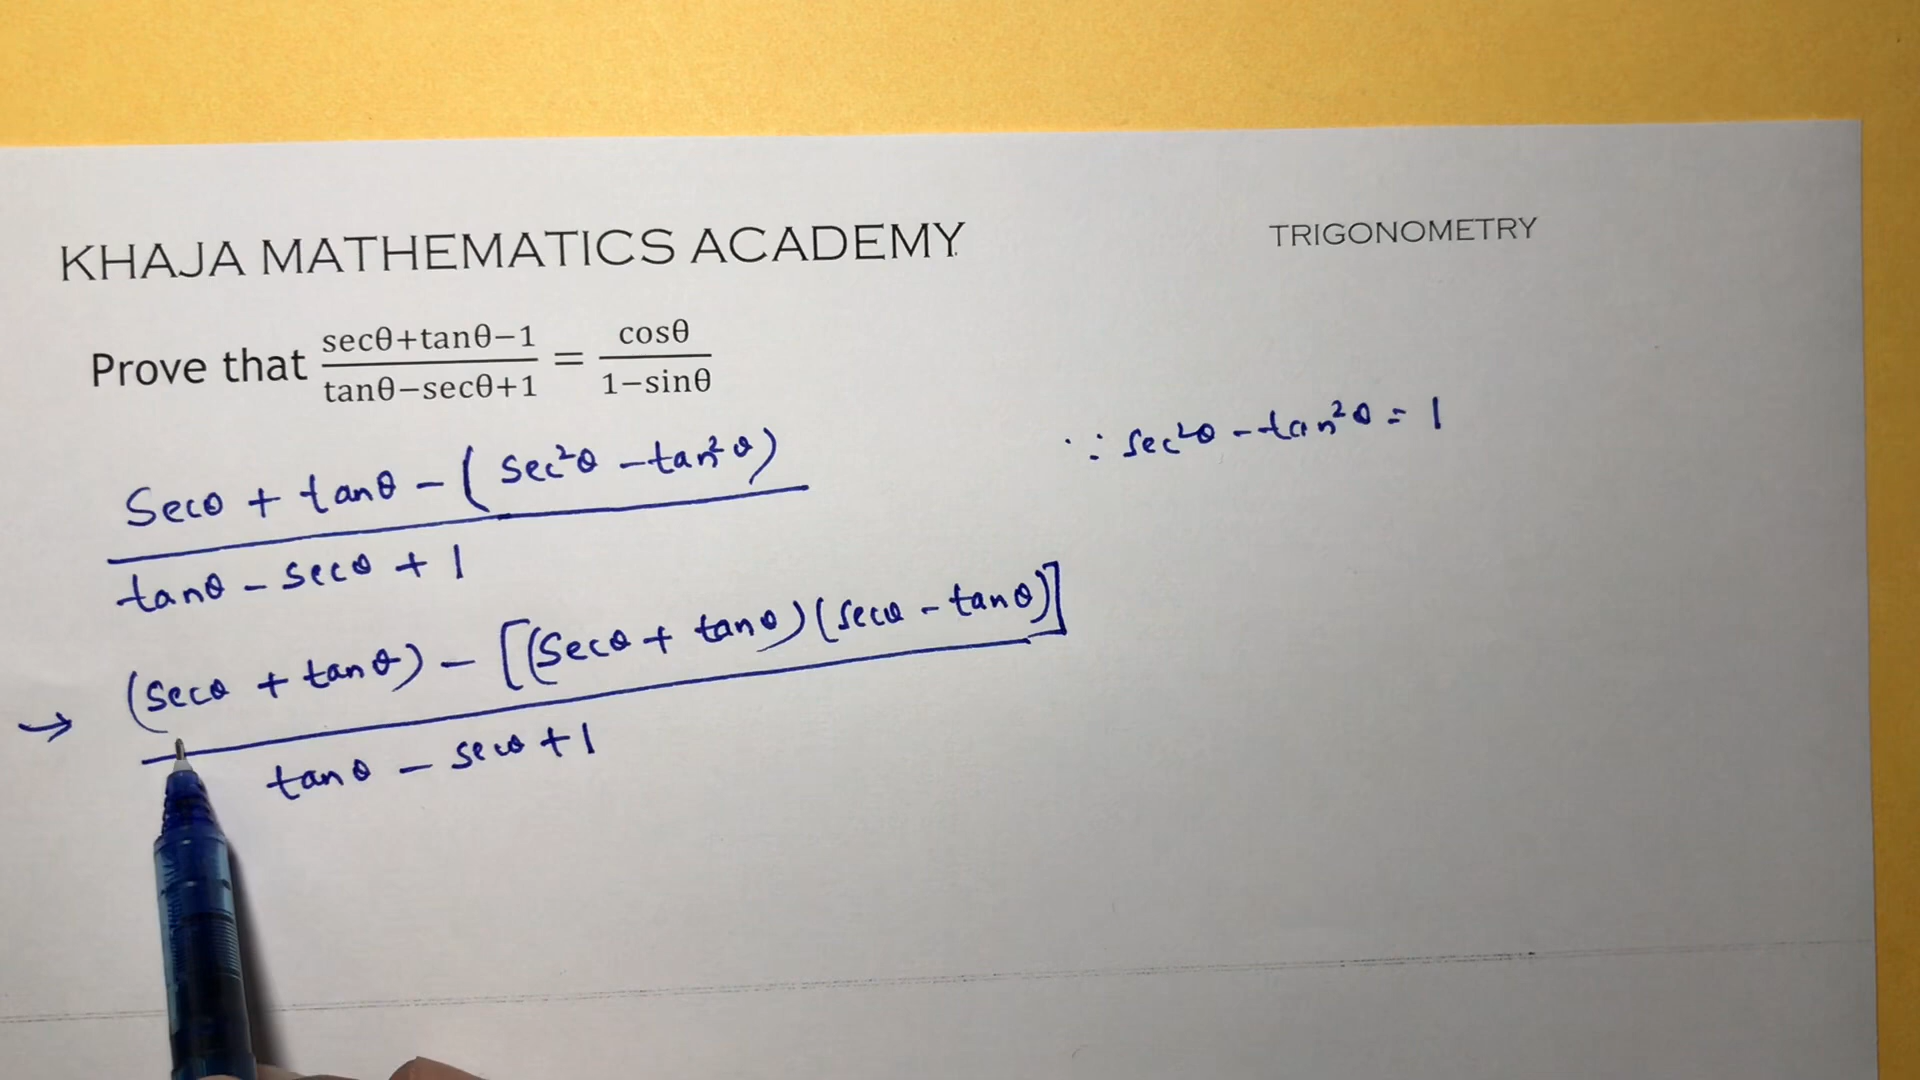 KHAJA MATHEMATICS ACADEMY.
TRIGONOMETRY
Prove that (secθ+tanθ−1)/(tanθ−secθ+1) = cosθ/(1−sinθ)
∵ sec²θ - tan²θ = 1
Secθ + tanθ - (sec²θ - tan²θ)
tanθ - secθ + 1
→ (secθ + tanθ) - [(secθ + tanθ)(secθ - tanθ)]
tanθ - secθ + 1